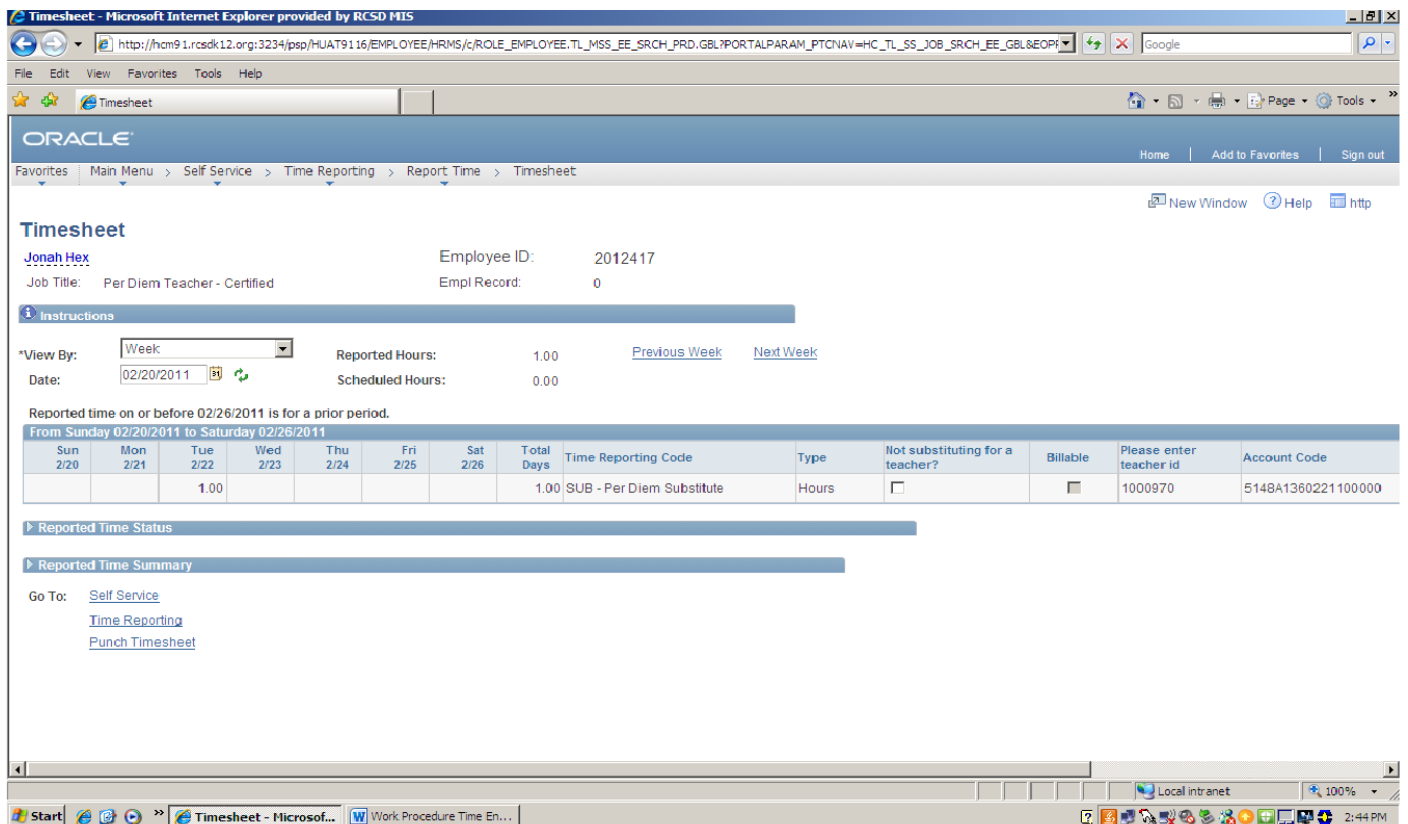 Timesheet - Microsoft Internet Explorer provided by RCSD MIS
http://hcm91.rcsdk12.org:3234/psp/HUAT9116/EMPLOYEE/HRMS/c/ROLE_EMPLOYEE.TL_MSS_EE_SRCH_PRD.GBL?PORTALPARAM_PTCNAV=HC_TL_SS_JOB_SRCH_EE_GBL&EOPF Google
File Edit View Favorites Tools Help
Timesheet Page Tools
ORACLE
Home | Add to Favorites | Sign out
Favorites Main Menu > Self Service > Time Reporting > Report Time > Timesheet
New Window Help http
Timesheet
Jonah Hex Employee ID: 2012417
Job Title: Per Diem Teacher - Certified Empl Record: 0
Instructions
*View By: Week Reported Hours: 1.00 Previous Week Next Week
Date: 02/20/2011 31 Scheduled Hours: 0.00
Reported time on or before 02/26/2011 is for a prior period.
From Sunday 02/20/2011 to Saturday 02/26/2011
Sun 2/20 Mon 2/21 Tue 2/22 Wed 2/23 Thu 2/24 Fri 2/25 Sat 2/26 Total Days Time Reporting Code Type Not substituting for a teacher? Billable Please enter teacher id Account Code
1.00 1.00 SUB - Per Diem Substitute Hours 1000970 5148A1360221100000
Reported Time Status
Reported Time Summary
Go To: Self Service
Time Reporting
Punch Timesheet
Local intranet 100%
Start Timesheet - Microsof... Work Procedure Time En... 2:44 PM